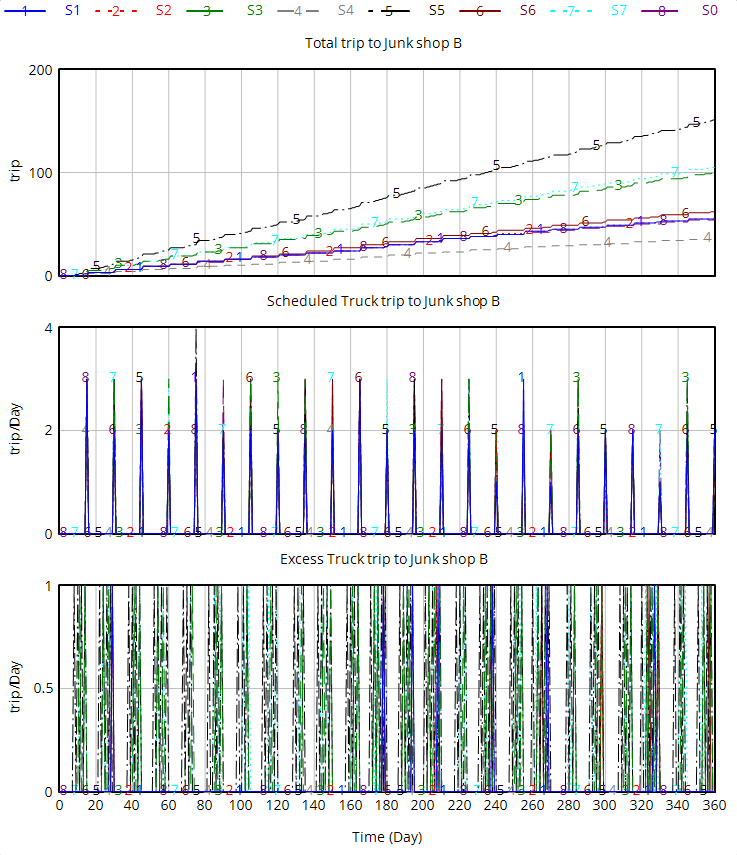 1 S1 2 S2 3 S3 4 S4 5 S5 6 S6 7 S7 8 S0
Total trip to Junk shop B
200
100
0
trip
Scheduled Truck trip to Junk shop B
4
2
0
trip/Day
Excess Truck trip to Junk shop B
1
0.5
0
trip/Day
0 20 40 60 80 100 120 140 160 180 200 220 240 260 280 300 320 340 360
Time (Day)